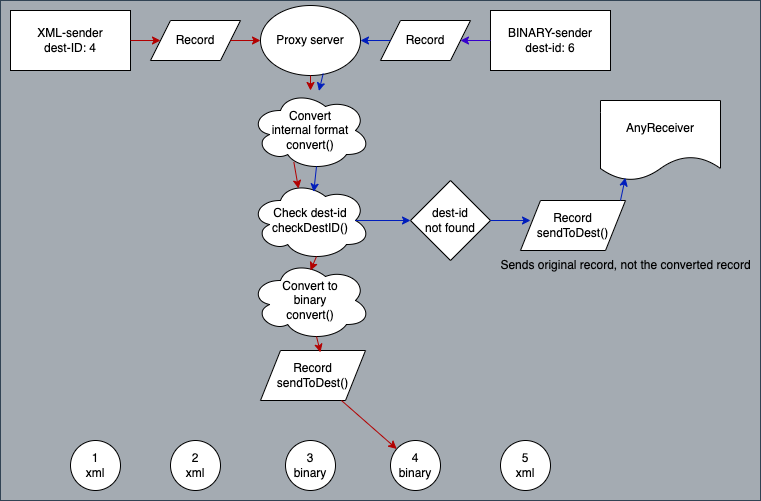 XML-sender
dest-ID: 4
Record
Proxy server
Record
BINARY-sender
dest-id: 6
Convert
internal format
convert()
AnyReceiver
Check dest-id
checkDestID()
dest-id
not found
Record
sendToDest()
Sends original record, not the converted record
Convert to
binary
convert()
Record
sendToDest()
1
xml
2
xml
3
binary
4
binary
5
xml